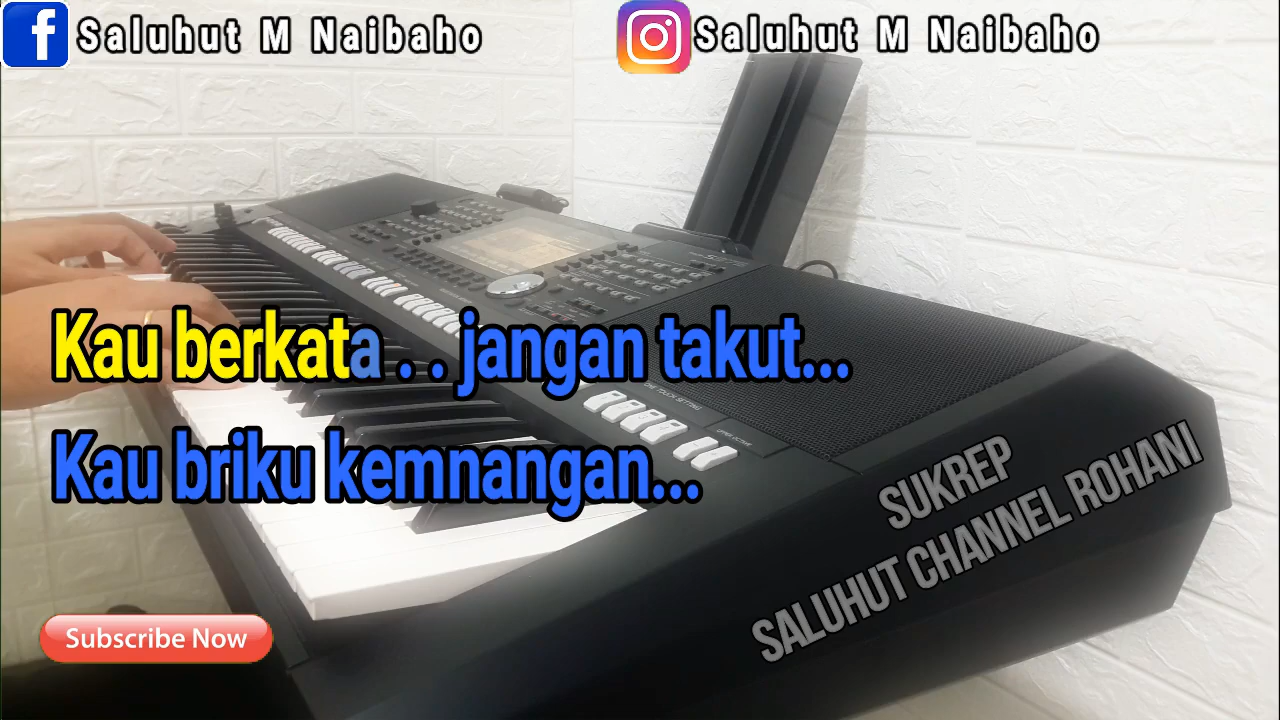 Saluhut M Naibaho
Saluhut M Naibaho
Kau berkata . . jangan takut...
Kau briku kemnangan...
SUKREP
SALUHUT CHANNEL ROHANI
Subscribe Now